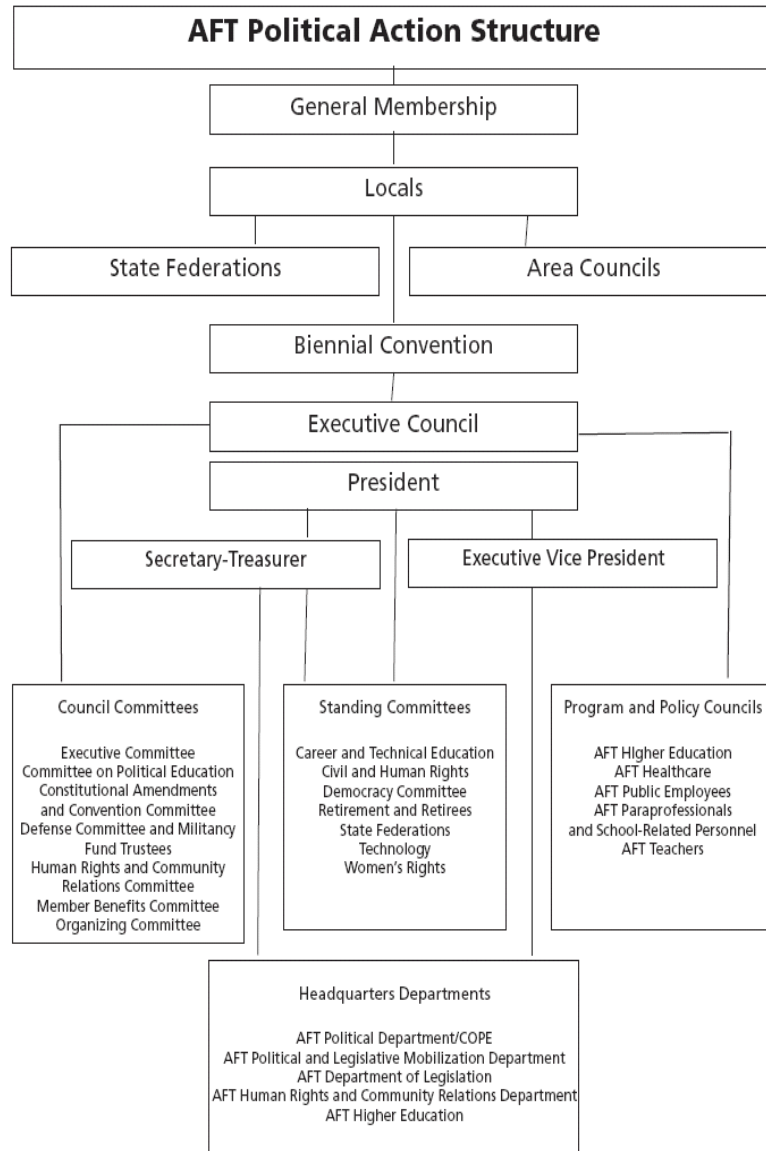 AFT Political Action Structure
General Membership
Locals
State Federations
Area Councils
Biennial Convention
Executive Council
President
Secretary-Treasurer
Executive Vice President
Council Committees
Executive Committee
Committee on Political Education
Constitutional Amendments
and Convention Committee
Defense Committee and Militancy
Fund Trustees
Human Rights and Community
Relations Committee
Member Benefits Committee
Organizing Committee
Standing Committees
Career and Technical Education
Civil and Human Rights
Democracy Committee
Retirement and Retirees
State Federations
Technology
Women's Rights
Program and Policy Councils
AFT HIgher Education
AFT Healthcare
AFT Public Employees
AFT Paraprofessionals
and School-Related Personnel
AFT Teachers
Headquarters Departments
AFT Political Department/COPE
AFT Political and Legislative Mobilization Department
AFT Department of Legislation
AFT Human Rights and Community Relations Department
AFT Higher Education